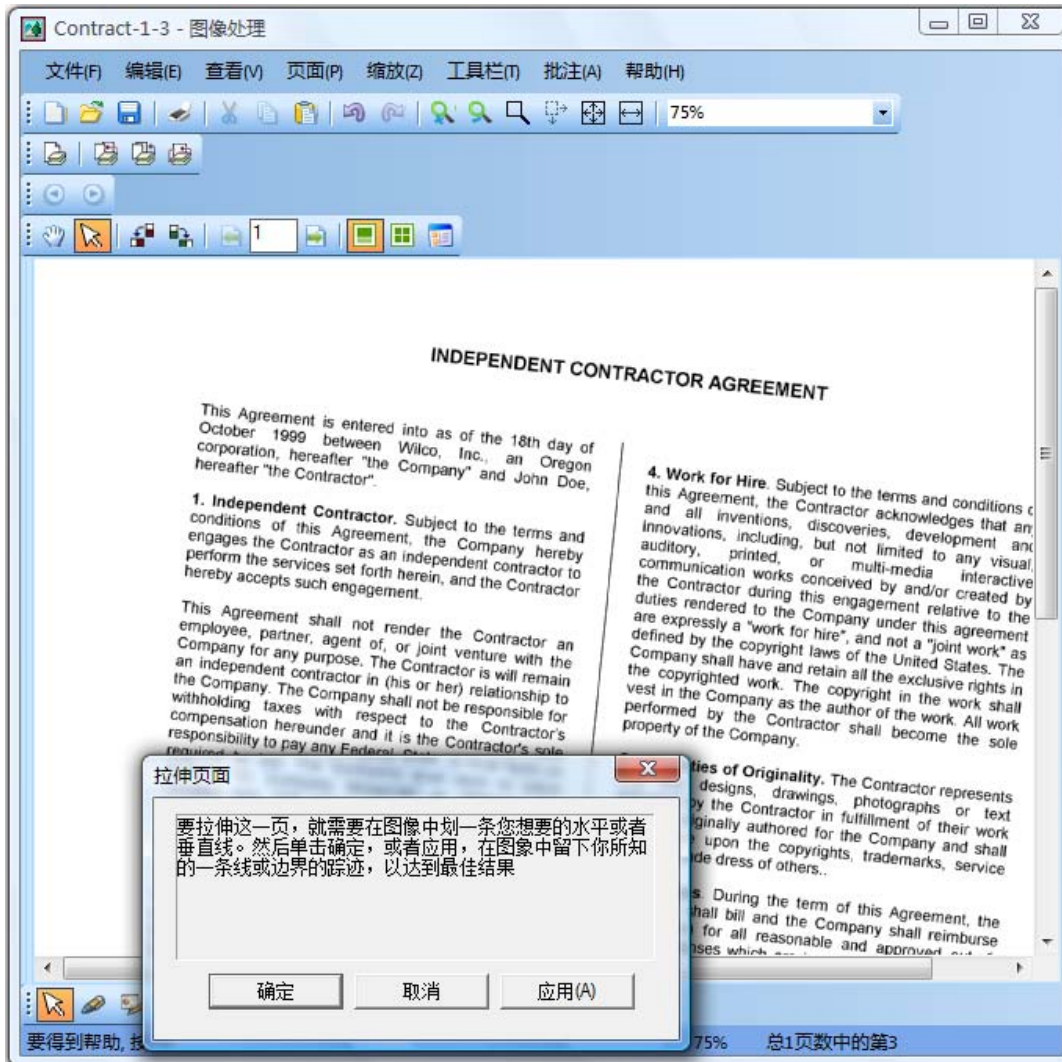 Contract-1-3 - 图像处理
文件(F) 编辑(E) 查看(V) 页面(P) 缩放(Z) 工具栏(T) 批注(A) 帮助(H)
75%
1
INDEPENDENT CONTRACTOR AGREEMENT
This Agreement is entered into as of the 18th day of
October 1999 between Wilco, Inc., an Oregon
corporation, hereafter "the Company" and John Doe,
hereafter "the Contractor".
1. Independent Contractor. Subject to the terms and
conditions of this Agreement, the Company hereby
engages the Contractor as an independent contractor to
perform the services set forth herein, and the Contractor
hereby accepts such engagement.
This Agreement shall not render the Contractor an
employee, partner, agent of, or joint venture with the
Company for any purpose. The Contractor is will remain
an independent contractor in (his or her) relationship to
the Company. The Company shall not be responsible for
withholding taxes with respect to the Contractor's
compensation hereunder and it is the Contractor's sole
responsibility to pay any Federal, State
required
4. Work for Hire. Subject to the terms and conditions
this Agreement, the Contractor acknowledges that any
and all inventions, discoveries, development and
innovations, including, but not limited to any visual,
auditory, printed, or multi-media interactive
communication works conceived by and/or created by
the Contractor during this engagement relative to the
duties rendered to the Company under this agreement
are expressly a "work for hire", and not a "joint work" as
defined by the copyright laws of the United States. The
Company shall have and retain all the exclusive rights in
the copyrighted work. The copyright in the work shall
vest in the Company as the author of the work. All work
performed by the Contractor shall become the sole
property of the Company.
ties of Originality. The Contractor represents
designs, drawings, photographs or text
by the Contractor in fulfillment of their work
ginally authored for the Company and shall
upon the copyrights, trademarks, service
de dress of others..
s. During the term of this Agreement, the
hall bill and the Company shall reimburse
for all reasonable and approved
nses which
拉伸页面
要拉伸这一页，就需要在图像中划一条您想要的水平或者
垂直线。然后单击确定，或者应用，在图象中留下你所知
的一条线或边界的踪迹，以达到最佳结果
确定 取消 应用(A)
要得到帮助, 按 75% 总1页数中的第3